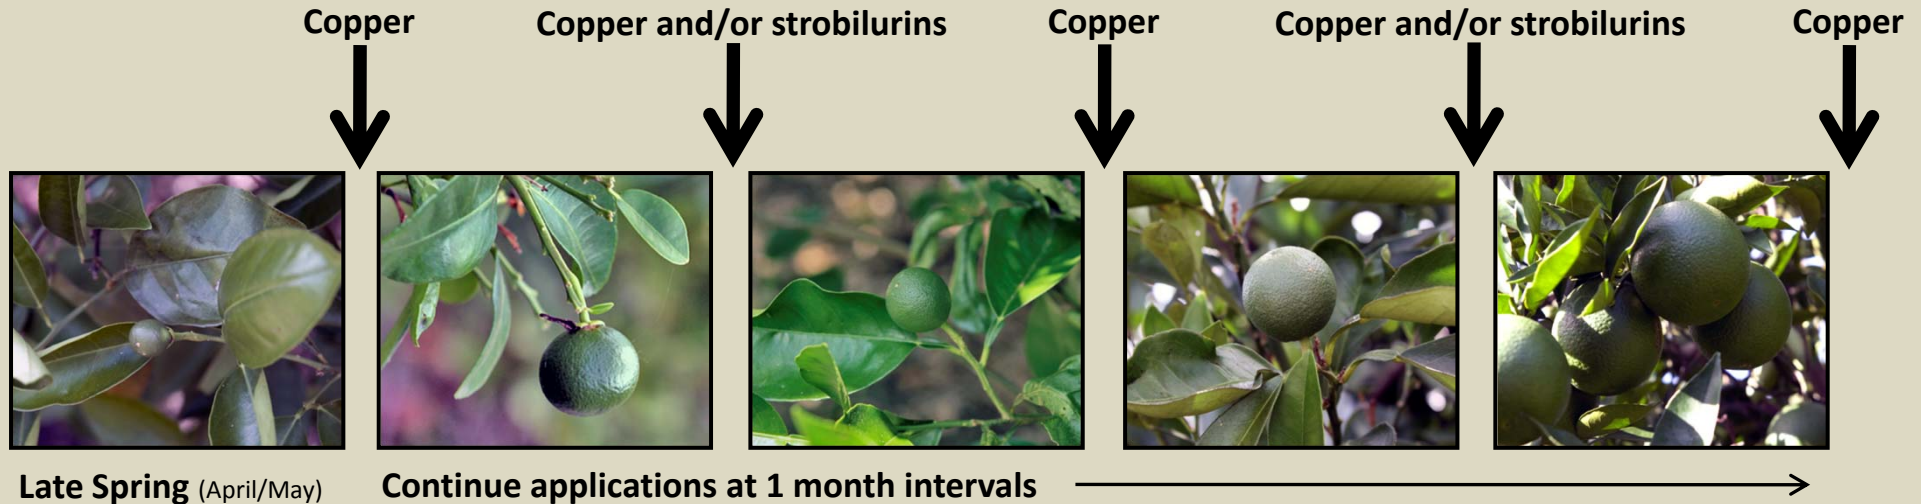 Copper
Copper and/or strobilurins
Copper
Copper and/or strobilurins
Copper
Late Spring (April/May)
Continue applications at 1 month intervals